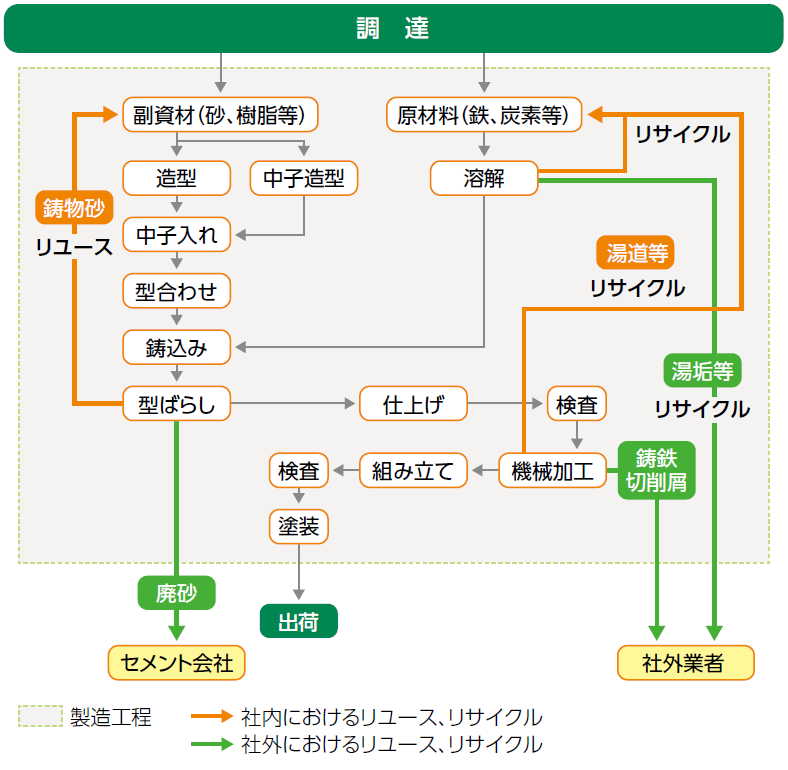 調達
副資材（砂、樹脂等）
原材料（鉄、炭素等）
リサイクル
造型
中子造型
溶解
鋳物砂
リユース
中子入れ
湯道等
リサイクル
型合わせ
鋳込み
湯垢等
リサイクル
型ばらし
仕上げ
検査
検査
組み立て
機械加工
鋳鉄
切削屑
塗装
廃砂
出荷
セメント会社
社外業者
製造工程
社内におけるリユース、リサイクル
社外におけるリユース、リサイクル